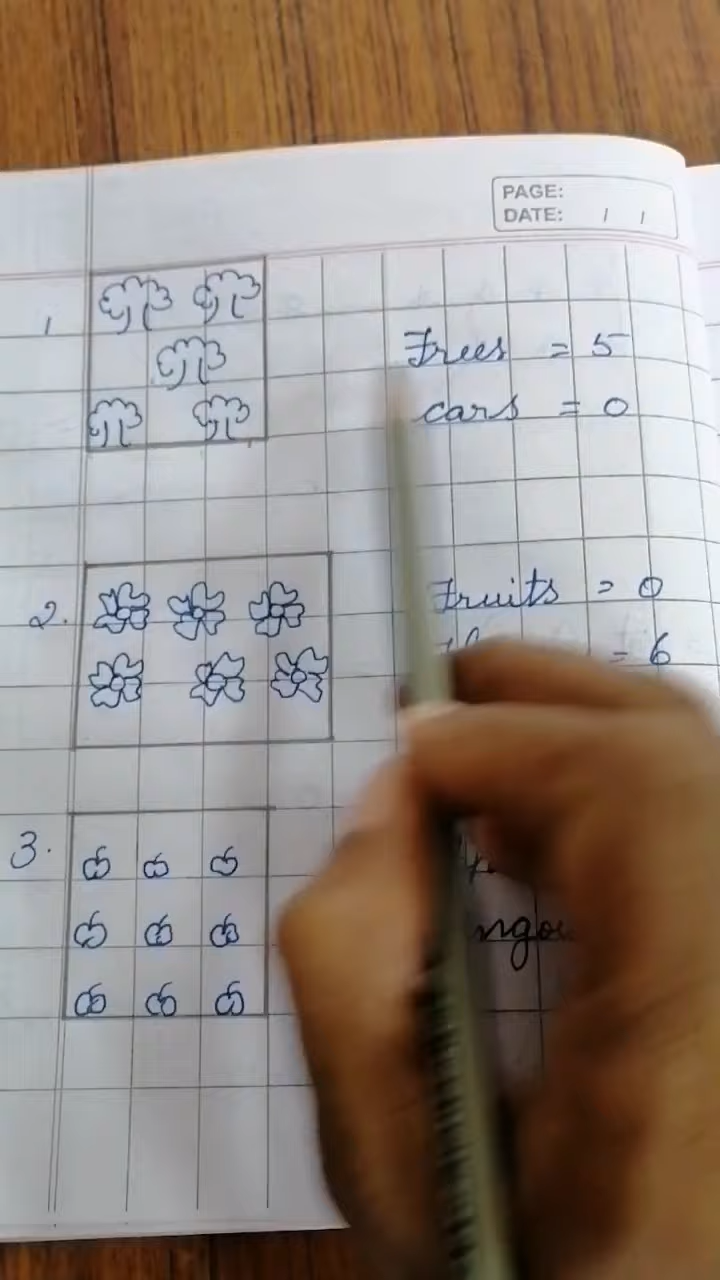 PAGE:
DATE: / /
1
Trees = 5
cars = 0
2.
Fruits = 0
= 6
3.